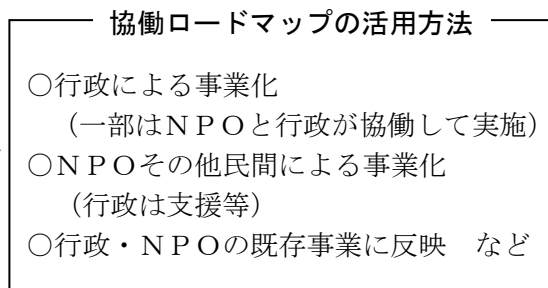 協働ロードマップの活用方法
○行政による事業化
（一部はＮＰＯと行政が協働して実施）
○ＮＰＯその他民間による事業化
（行政は支援等）
○行政・ＮＰＯの既存事業に反映　など